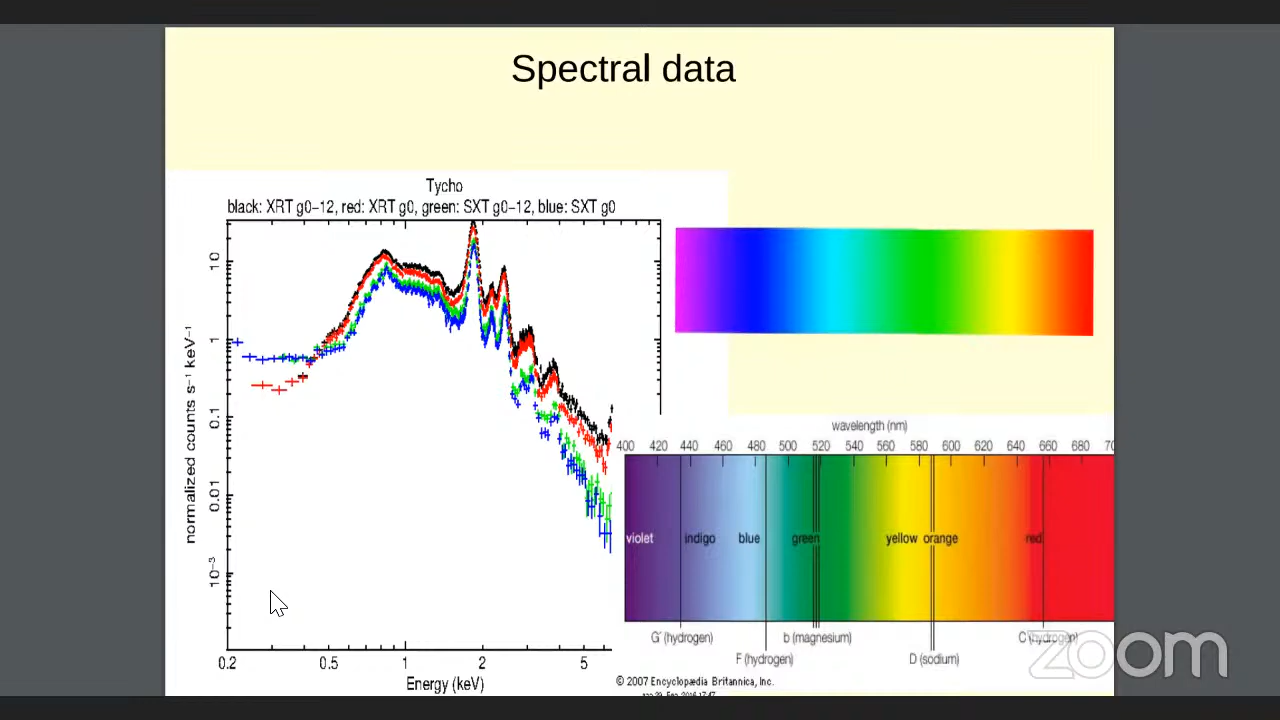 Spectral data
Tycho
black: XRT g0−12, red: XRT g0, green: SXT g0−12, blue: SXT g0
normalized counts s⁻¹ keV⁻¹
10
1
0.1
0.01
10⁻³
0.2 0.5 1 2 5
Energy (keV)
wavelength (nm)
400 420 440 460 480 500 520 540 560 580 600 620 640 660 680 70
violet indigo blue green yellow orange red
G' (hydrogen) b (magnesium) C (hydrogen)
F (hydrogen) D (sodium)
© 2007 Encyclopædia Britannica, Inc.
zoom